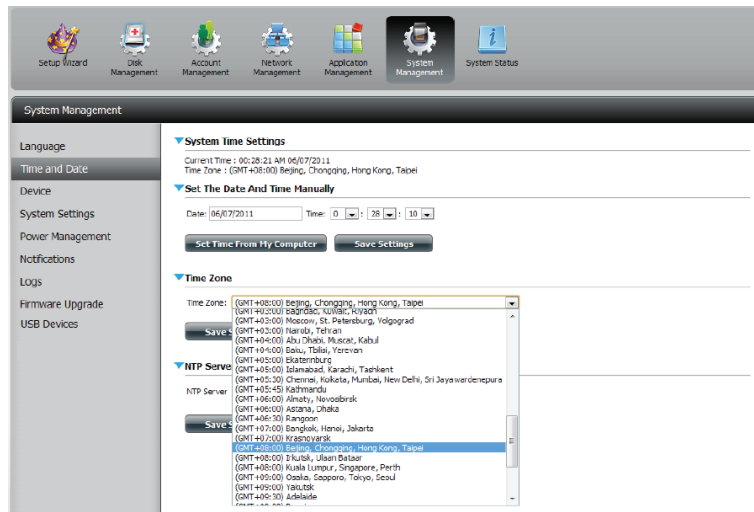 Setup Wizard
Disk Management
Account Management
Network Management
Application Management
System Management
System Status
System Management
Language
Time and Date
Device
System Settings
Power Management
Notifications
Logs
Firmware Upgrade
USB Devices
System Time Settings
Current Time : 00:28:21 AM 06/07/2011
Time Zone : (GMT+08:00) Beijing, Chongqing, Hong Kong, Taipei
Set The Date And Time Manually
Date: 06/07/2011 Time: 0 : 28 : 10
Set Time From My Computer Save Settings
Time Zone
Time Zone: (GMT+08:00) Beijing, Chongqing, Hong Kong, Taipei
(GMT+03:00) Baghdad, Kuwait, Riyadh
(GMT+03:00) Moscow, St. Petersburg, Volgograd
(GMT+03:00) Nairobi, Tehran
(GMT+04:00) Abu Dhabi, Muscat, Kabul
(GMT+04:00) Baku, Tbilisi, Yerevan
(GMT+05:00) Ekaterinburg
(GMT+05:00) Islamabad, Karachi, Tashkent
(GMT+05:30) Chennai, Kolkata, Mumbai, New Delhi, Sri Jayawardenepura
(GMT+05:45) Kathmandu
(GMT+06:00) Almaty, Novosibirsk
(GMT+06:00) Astana, Dhaka
(GMT+06:30) Rangoon
(GMT+07:00) Bangkok, Hanoi, Jakarta
(GMT+07:00) Krasnoyarsk
(GMT+08:00) Beijing, Chongqing, Hong Kong, Taipei
(GMT+08:00) Irkutsk, Ulaan Bataar
(GMT+08:00) Kuala Lumpur, Singapore, Perth
(GMT+09:00) Osaka, Sapporo, Tokyo, Seoul
(GMT+09:00) Yakutsk
(GMT+09:30) Adelaide
Save S
NTP Serve
NTP Server
Save S